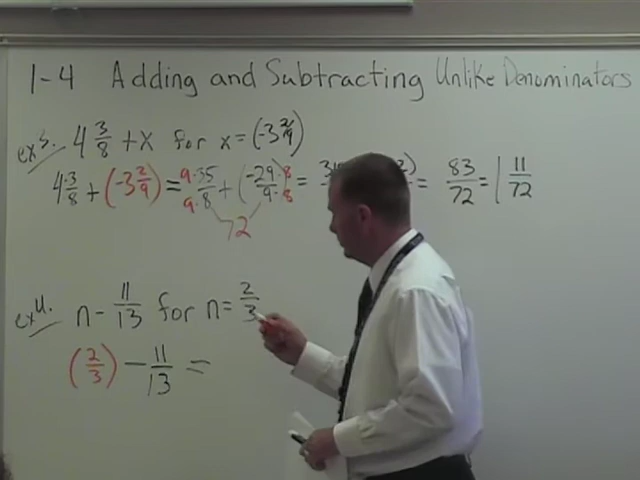 1-4 Adding and Subtracting Unlike Denominators
ex3. 4 3/8 + x for x = (-3 2/9)
4 3/8 + (-3 2/9) = 9·35/9·8 + (-29/9 · 8/8) = = 83/72 = 1 11/72
72
ex4. n - 11/13 for n = 2/3
(2/3) - 11/13 =